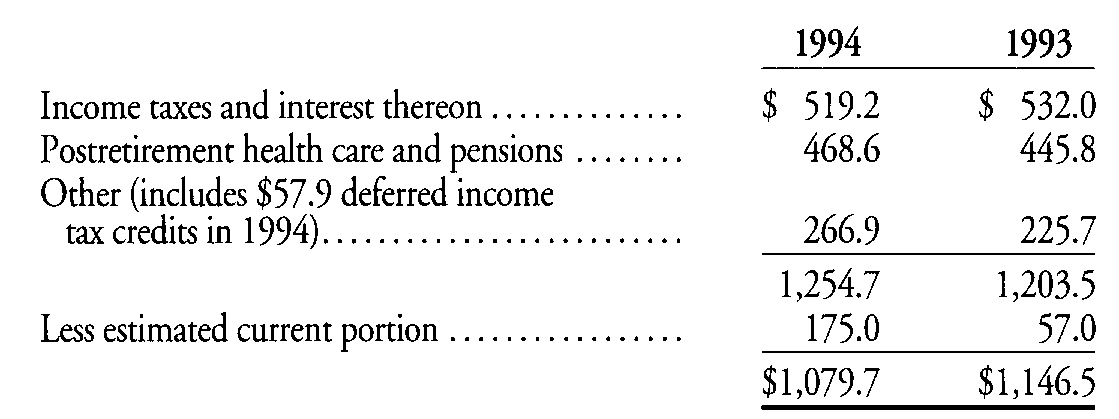 1994 1993
Income taxes and interest thereon ............... $ 519.2 $ 532.0
Postretirement health care and pensions ........ 468.6 445.8
Other (includes $57.9 deferred income
tax credits in 1994).......................... 266.9 225.7
1,254.7 1,203.5
Less estimated current portion .................. 175.0 57.0
$1,079.7 $1,146.5